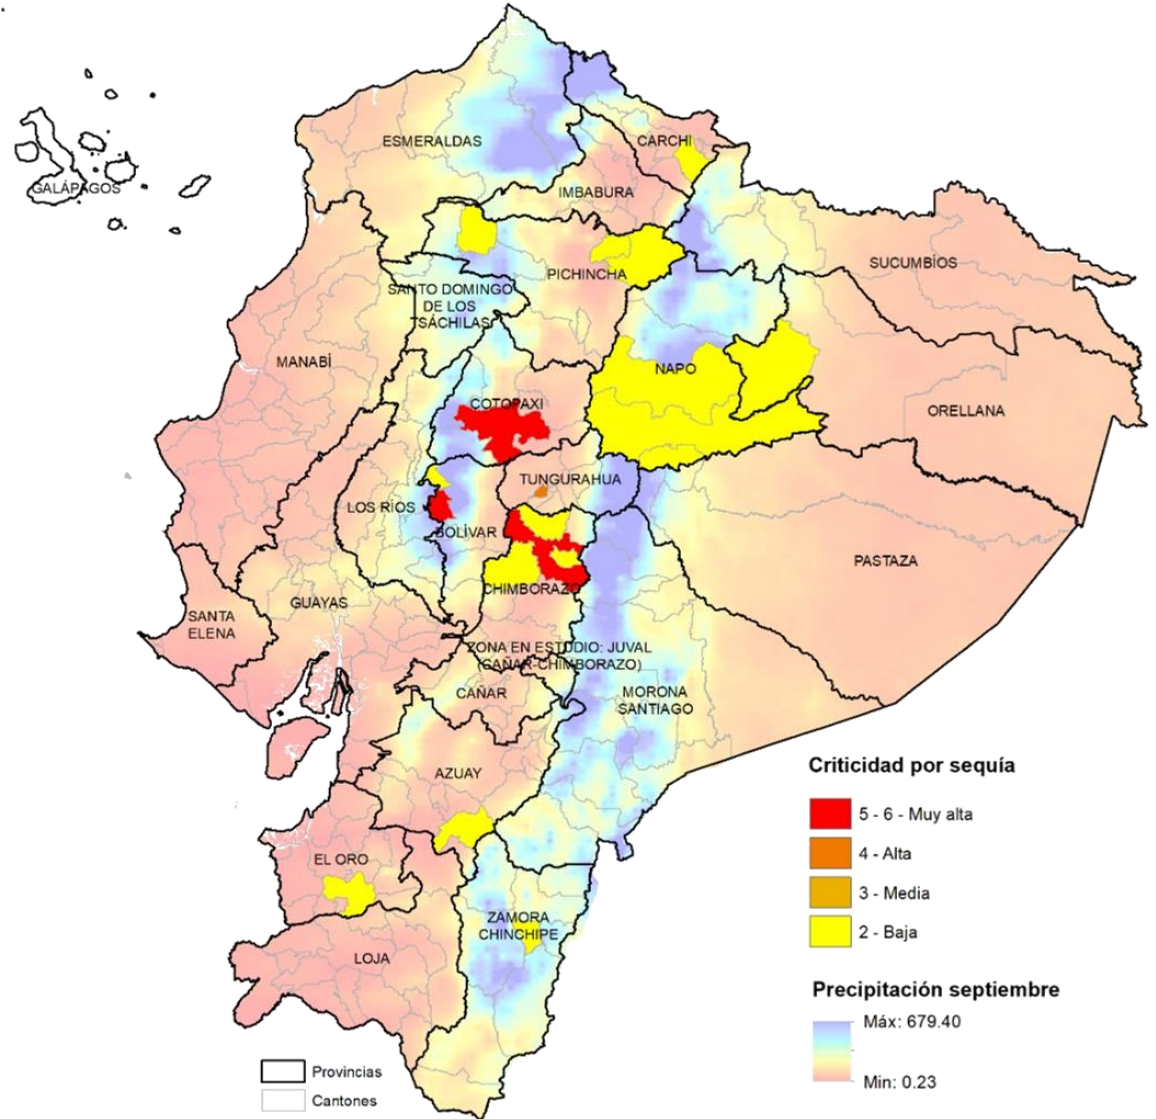 ESMERALDAS
CARCHI
GALÁPAGOS
IMBABURA
SUCUMBÍOS
PICHINCHA
SANTO DOMINGO
DE LOS
TSÁCHILAS
MANABÍ
NAPO
COTOPAXI
ORELLANA
TUNGURAHUA
LOS RÍOS
BOLÍVAR
PASTAZA
CHIMBORAZO
GUAYAS
SANTA
ELENA
ZONA EN ESTUDIO: JUVAL
(CAÑAR-CHIMBORAZO)
CAÑAR
MORONA
SANTIAGO
AZUAY
EL ORO
ZAMORA
CHINCHIPE
LOJA
Criticidad por sequía
5 - 6 - Muy alta
4 - Alta
3 - Media
2 - Baja
Precipitación septiembre
Máx: 679.40
Min: 0.23
Provincias
Cantones